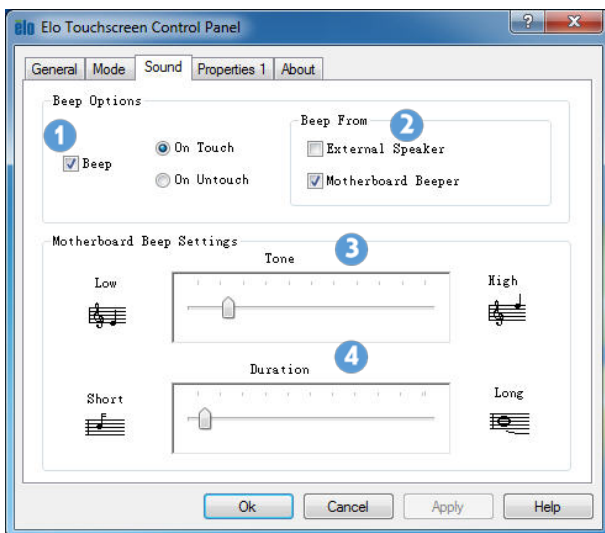 elo Elo Touchscreen Control Panel ? X
General Mode Sound Properties 1 About
Beep Options
1
Beep
On Touch
On Untouch
Beep From
2
External Speaker
Motherboard Beeper
Motherboard Beep Settings
Tone 3
Low
High
Duration 4
Short
Long
Ok Cancel Apply Help